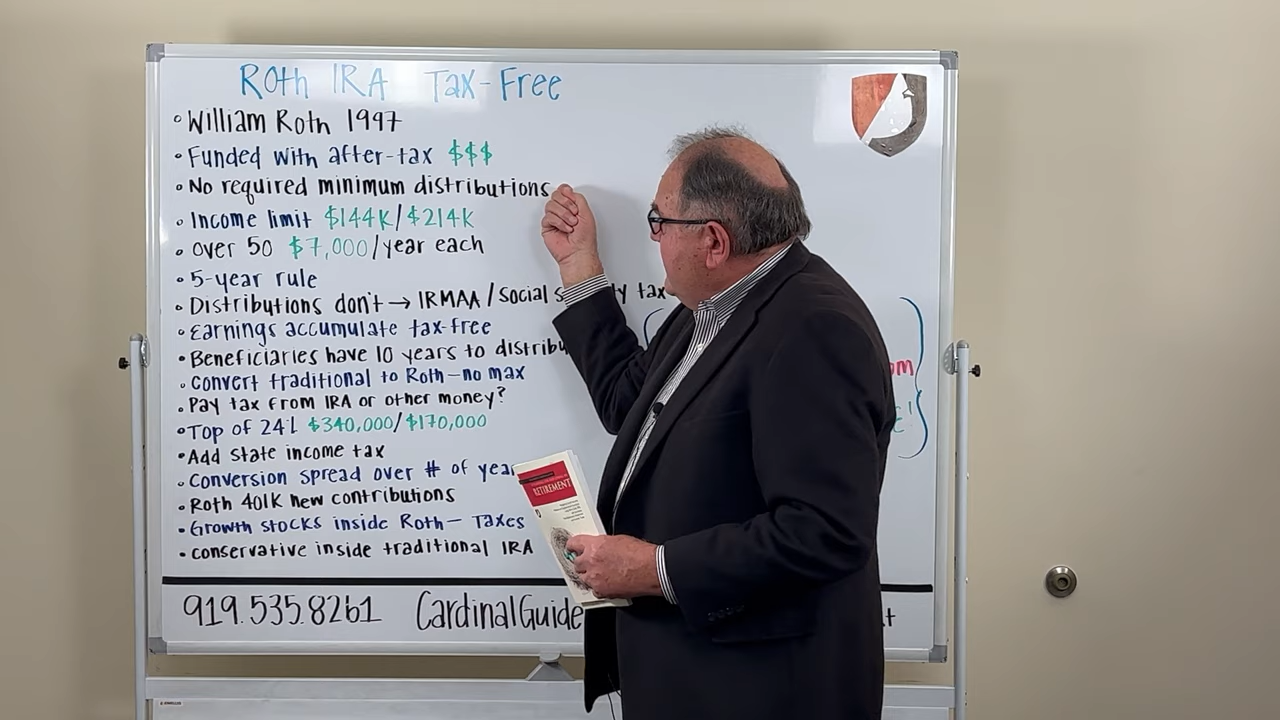 Roth IRA Tax-Free
• William Roth 1997
• Funded with after-tax $$$
• No required minimum distributions
• Income limit $144K/$214K
• Over 50 $7,000/year each
• 5-year rule
• Distributions don't → IRMAA/Social s y tax
• Earnings accumulate tax-free
• Beneficiaries have 10 years to distribu
• Convert traditional to Roth-no max
• Pay tax from IRA or other money?
• Top of 24% $340,000/$170,000
• Add state income tax
• Conversion spread over # of year
• Roth 401K new contributions
• Growth stocks inside Roth- Taxes
• conservative inside traditional IRA
919.535.8261 CardinalGuide
RETIREMENT